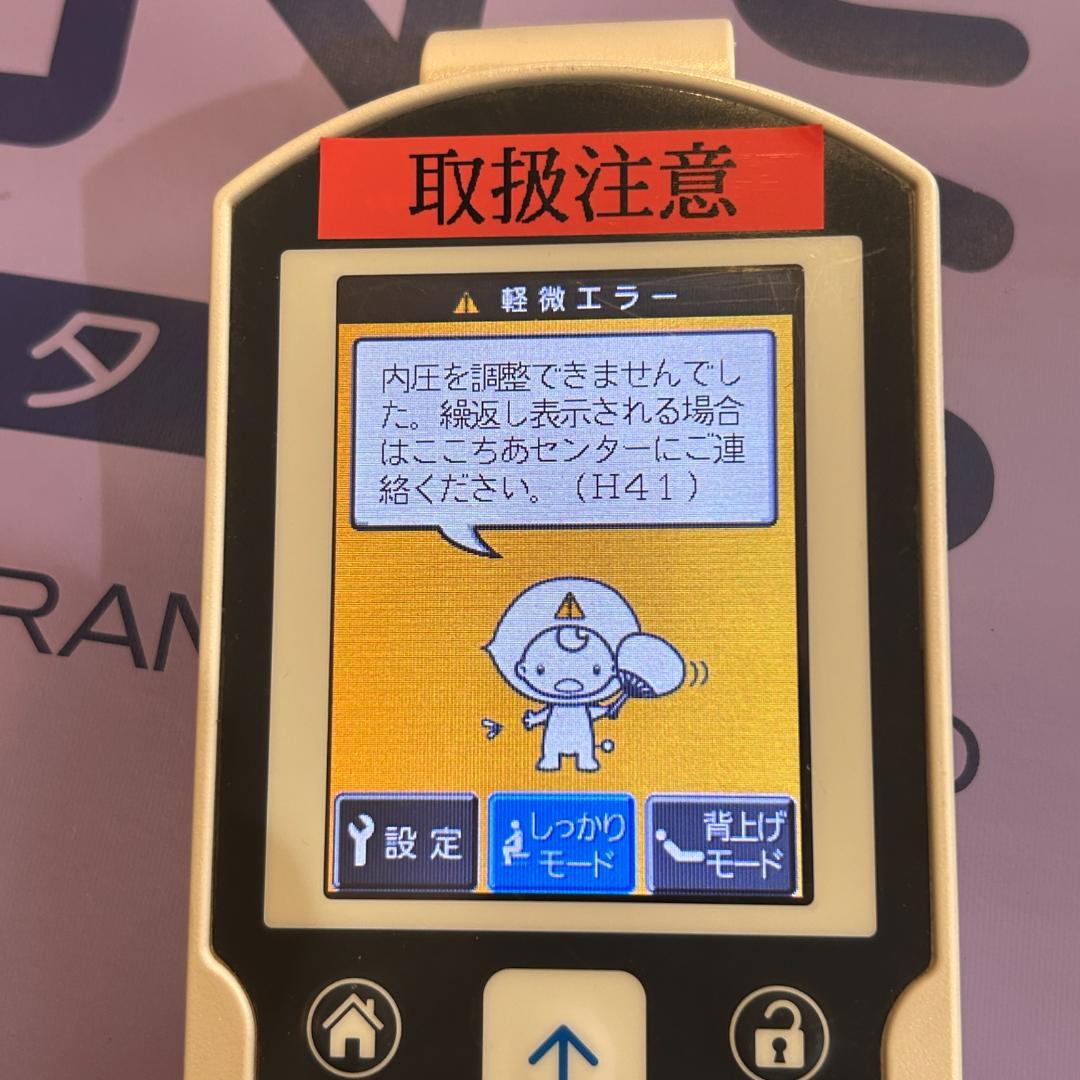 取扱注意
軽微エラー
内圧を調整できませんでし
た。繰返し表示される場合
はここちあセンターにご連
絡ください。（H41）
設定
しっかり
モード
背上げ
モード
タ
RAN